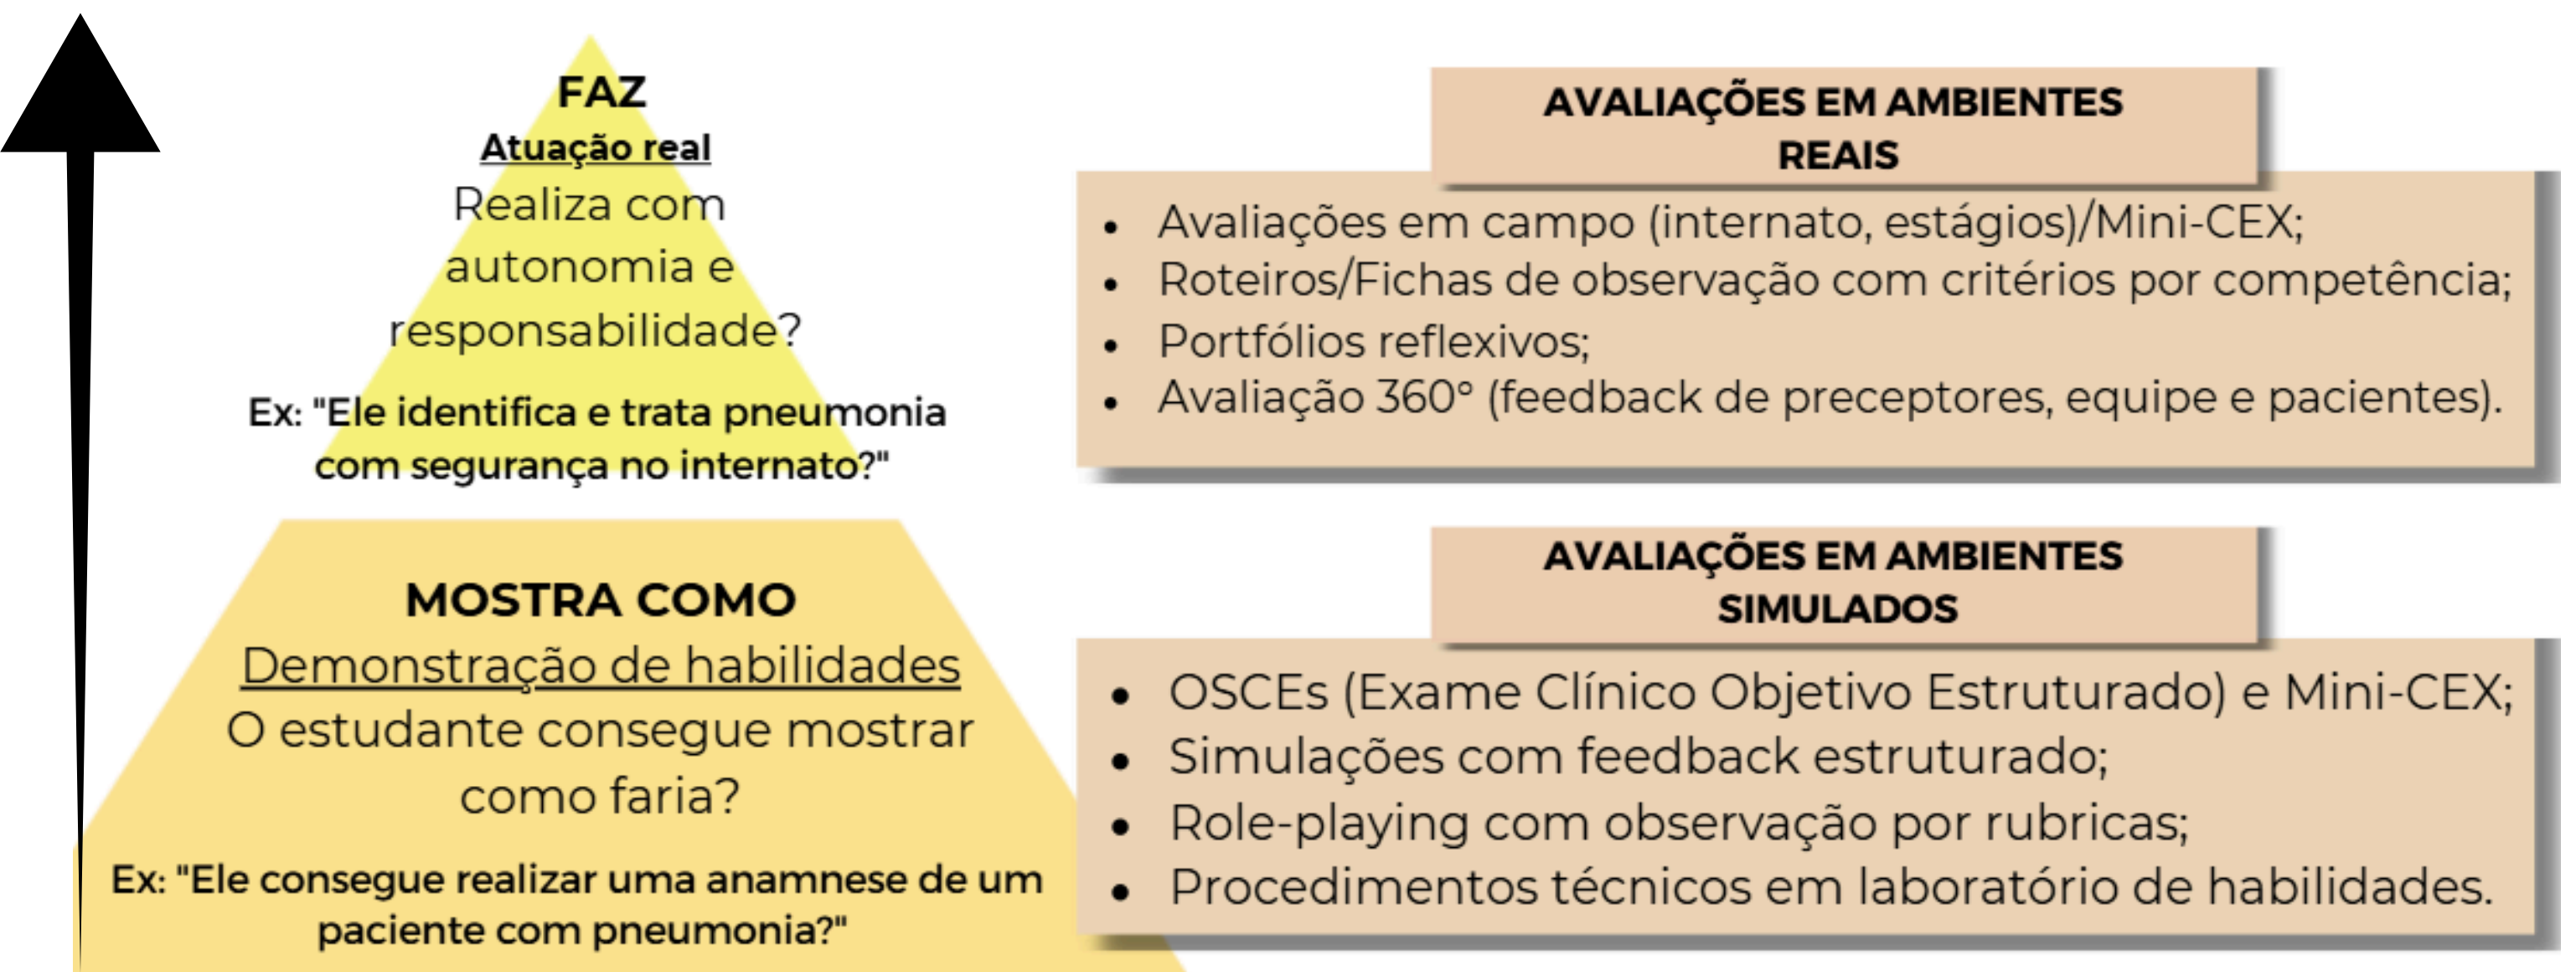 FAZ
Atuação real
Realiza com
autonomia e
responsabilidade?
Ex: "Ele identifica e trata pneumonia
com segurança no internato?"
AVALIAÇÕES EM AMBIENTES
REAIS
• Avaliações em campo (internato, estágios)/Mini-CEX;
• Roteiros/Fichas de observação com critérios por competência;
• Portfólios reflexivos;
• Avaliação 360° (feedback de preceptores, equipe e pacientes).
MOSTRA COMO
Demonstração de habilidades
O estudante consegue mostrar
como faria?
Ex: "Ele consegue realizar uma anamnese de um
paciente com pneumonia?"
AVALIAÇÕES EM AMBIENTES
SIMULADOS
• OSCEs (Exame Clínico Objetivo Estruturado) e Mini-CEX;
• Simulações com feedback estruturado;
• Role-playing com observação por rubricas;
• Procedimentos técnicos em laboratório de habilidades.